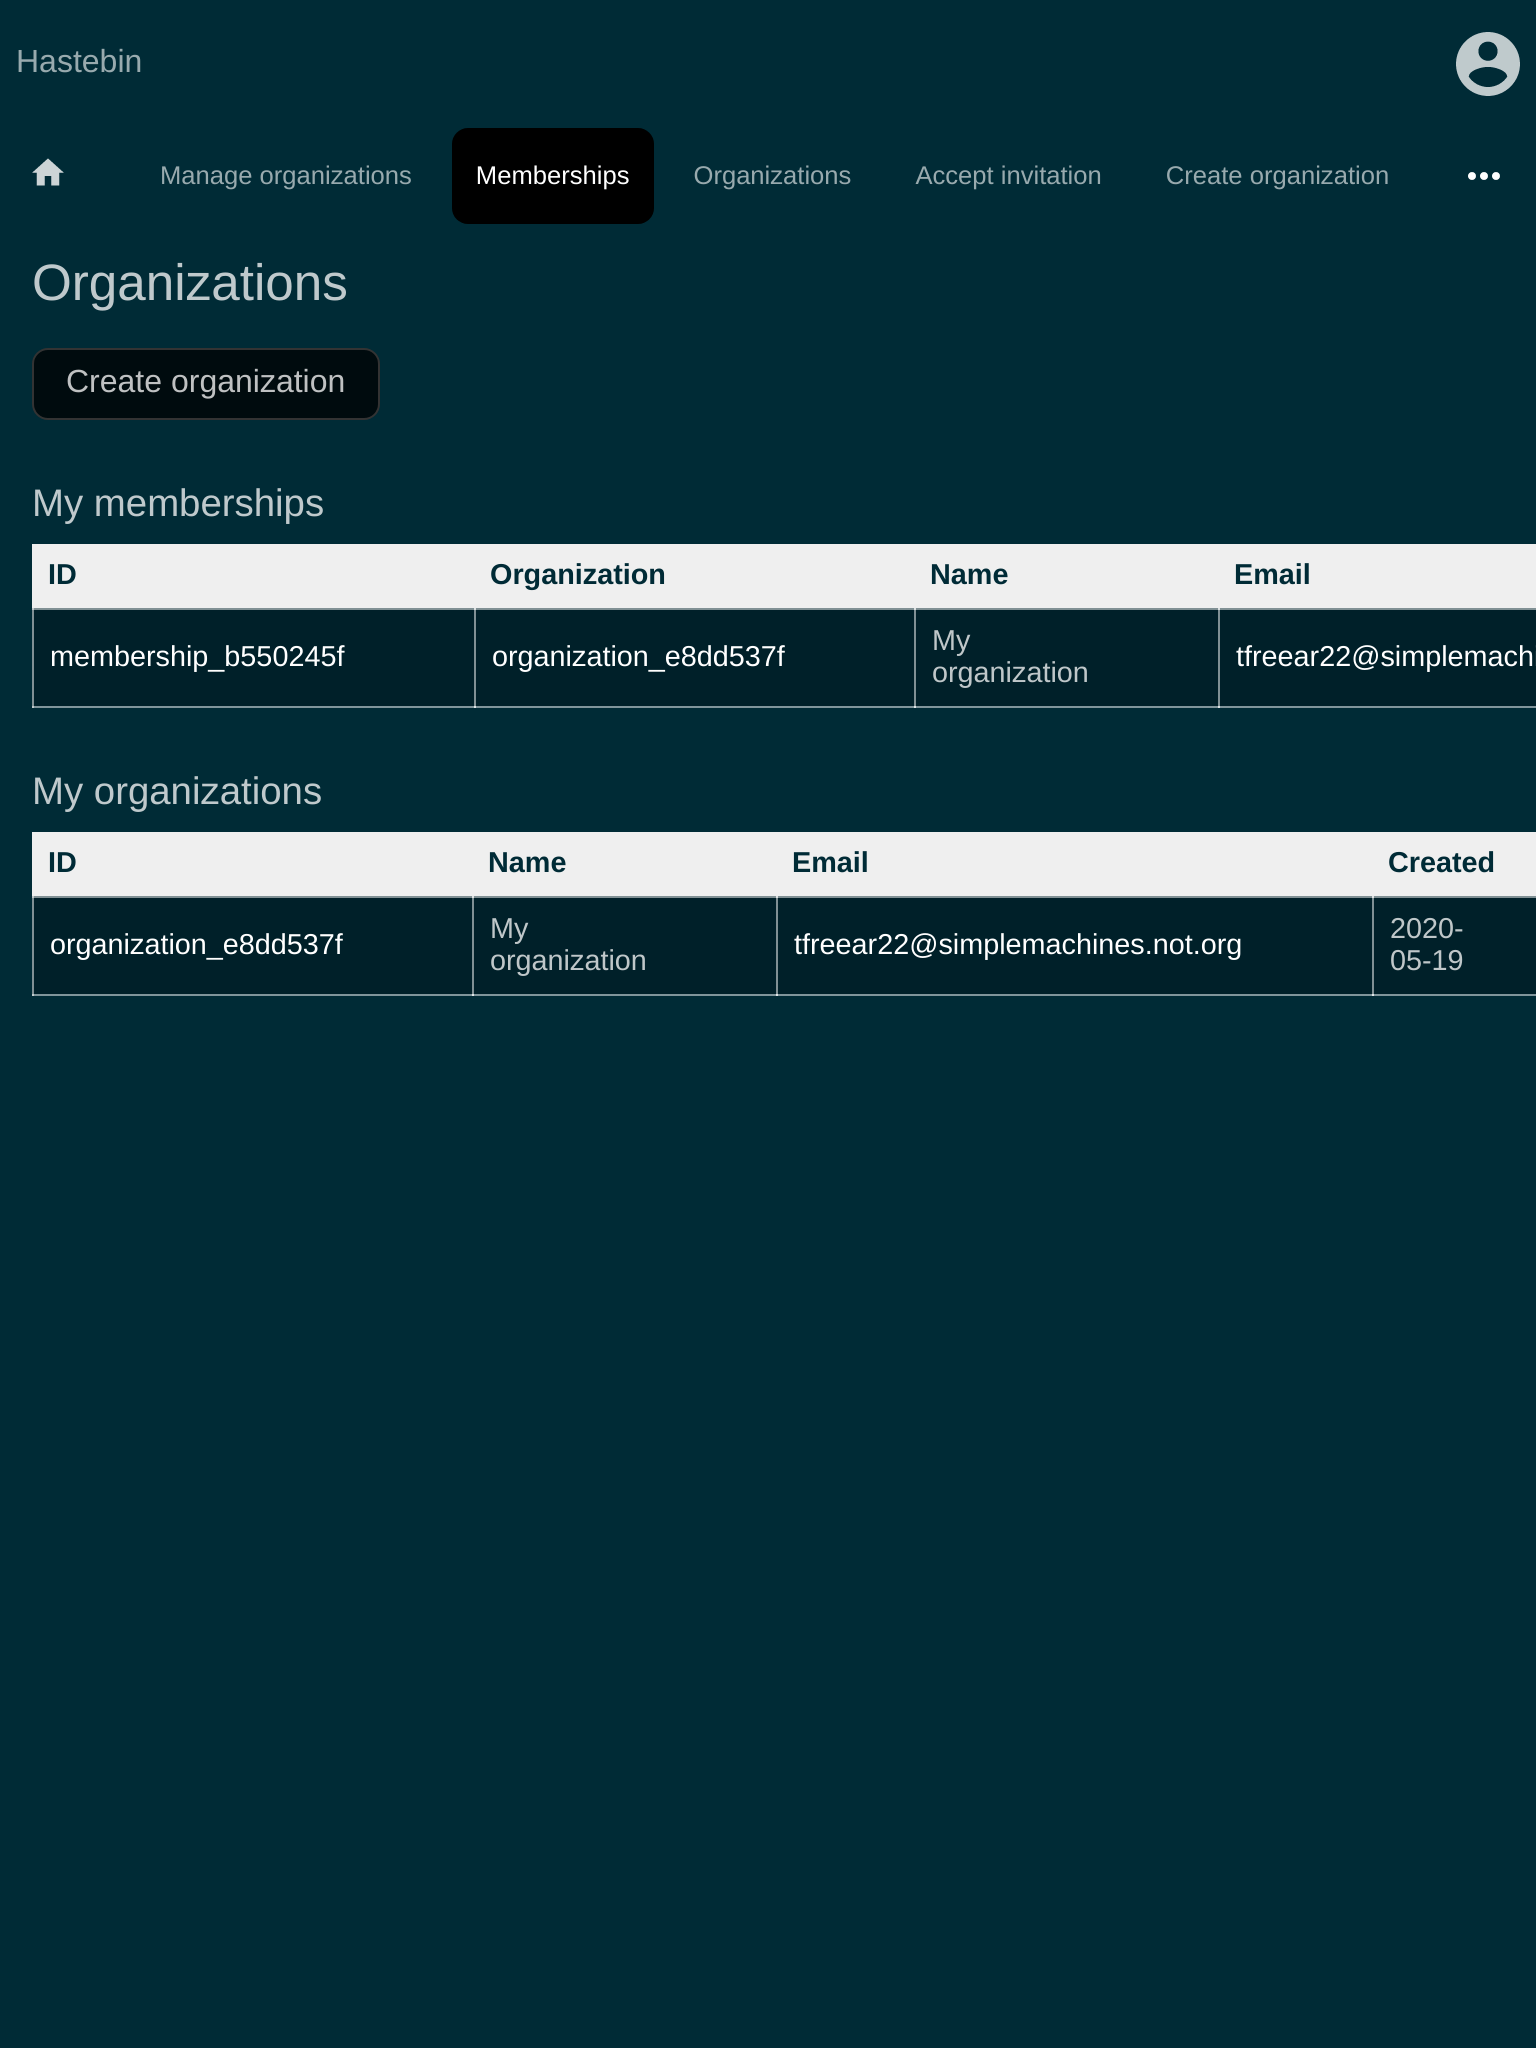 Hastebin
Manage organizations Memberships Organizations Accept invitation Create organization
Organizations
Create organization
My memberships
ID Organization Name Email
membership_b550245f organization_e8dd537f My organization tfreear22@simplemach
My organizations
ID Name Email Created
organization_e8dd537f My organization tfreear22@simplemachines.not.org 2020-05-19